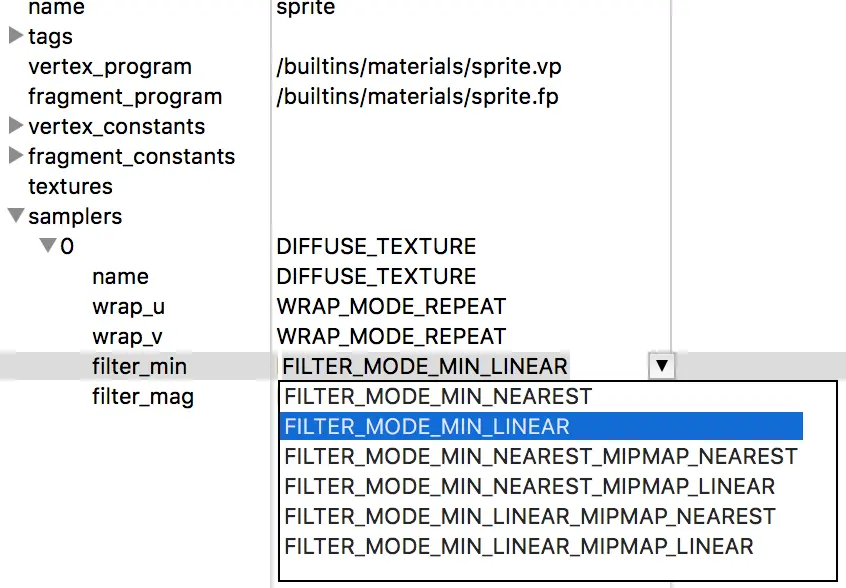 name sprite
tags
vertex_program /builtins/materials/sprite.vp
fragment_program /builtins/materials/sprite.fp
vertex_constants
fragment_constants
textures
samplers
0 DIFFUSE_TEXTURE
name DIFFUSE_TEXTURE
wrap_u WRAP_MODE_REPEAT
wrap_v WRAP_MODE_REPEAT
filter_min FILTER_MODE_MIN_LINEAR
filter_mag FILTER_MODE_MIN_NEAREST
FILTER_MODE_MIN_LINEAR
FILTER_MODE_MIN_NEAREST_MIPMAP_NEAREST
FILTER_MODE_MIN_NEAREST_MIPMAP_LINEAR
FILTER_MODE_MIN_LINEAR_MIPMAP_NEAREST
FILTER_MODE_MIN_LINEAR_MIPMAP_LINEAR